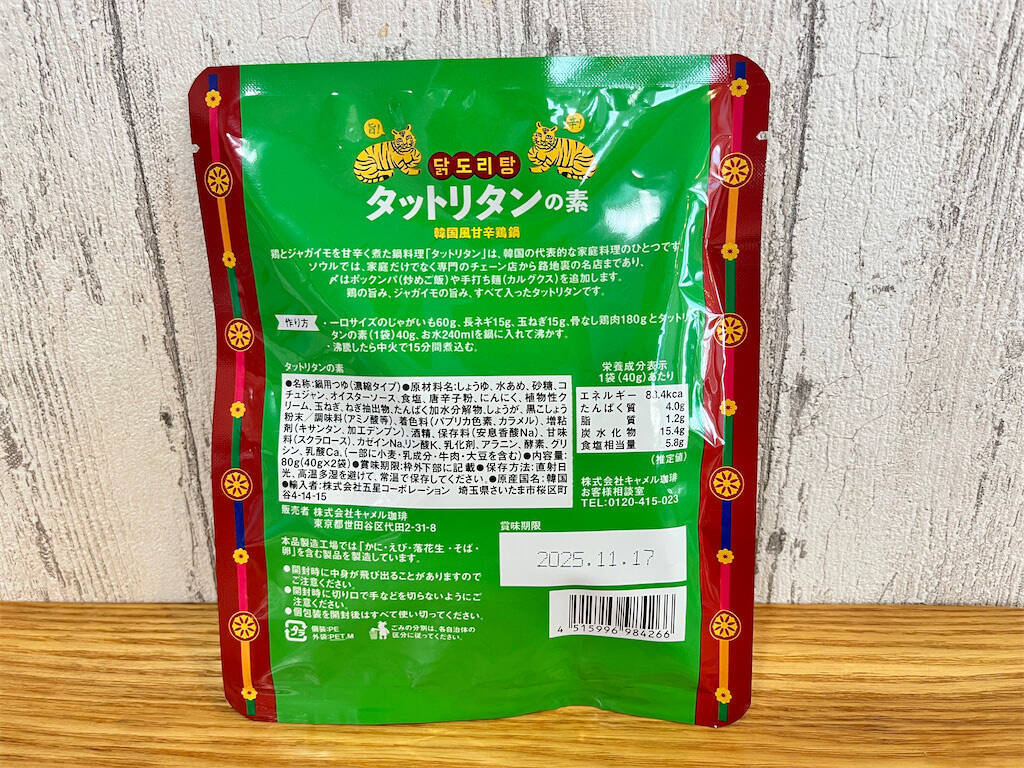 旨!
辛!
닭도리탕
タットリタンの素
韓国風甘辛鶏鍋
鶏とジャガイモを甘辛く煮た鍋料理「タットリタン」は、韓国の代表的な家庭料理のひとつです。
ソウルでは、家庭だけでなく専門のチェーン店から路地裏の名店まであり、
〆はポックンパ(炒めご飯)や手打ち麺(カルグクス)を追加します。
鶏の旨み、ジャガイモの旨み、すべて入ったタットリタンです。
作り方
・一口サイズのじゃがいも60g、長ネギ15g、玉ねぎ15g、骨なし鶏肉180gとタットリ
タンの素(1袋)40g、お水240mlを鍋に入れて沸かす。
・沸騰したら中火で15分間煮込む。
タットリタンの素
●名称:鍋用つゆ(濃縮タイプ)●原材料名:しょうゆ、水あめ、砂糖、コ
チュジャン、オイスターソース、食塩、唐辛子粉、にんにく、植物性ク
リーム、玉ねぎ、ねぎ抽出物、たんぱく加水分解物、しょうが、黒こしょう
粉末／調味料(アミノ酸等)、着色料(パプリカ色素、カラメル)、増粘
剤(キサンタン、加工デンプン)、酒精、保存料(安息香酸Na)、甘味
料(スクラロース)、カゼインNa、リン酸K、乳化剤、アラニン、酵素、グリ
シン、乳酸Ca、(一部に小麦・乳成分・牛肉・大豆を含む)●内容量:
80g(40g×2袋)●賞味期限:枠外下部に記載●保存方法:直射日
光、高温多湿を避けて、常温で保存してください。●原産国名:韓国
●輸入者:株式会社五星コーポレーション 埼玉県さいたま市桜区町
谷4-14-15
栄養成分表示
1袋(40g)あたり
エネルギー 88.4kcal
たんぱく質 4.0g
脂質 1.2g
炭水化物 15.4g
食塩相当量 5.8g
(推定値)
株式会社キャメル珈琲
お客様相談室
TEL:0120-415-023
販売者 株式会社キャメル珈琲
東京都世田谷区代田2-31-8
本品製造工場では「かに・えび・落花生・そば・
卵」を含む製品を製造しています。
●開封時に中身が飛び出ることがありますので
ご注意ください。
●開封時に切り口で手などを切らないようにご
注意ください。
●個包装を開封後はすべて使い切ってください。
プラ
個装:PE
外装:PET,M
ごみの分別は、各自治体の
区分に従ってください。
賞味期限
2025.11.17
4 515996 984266